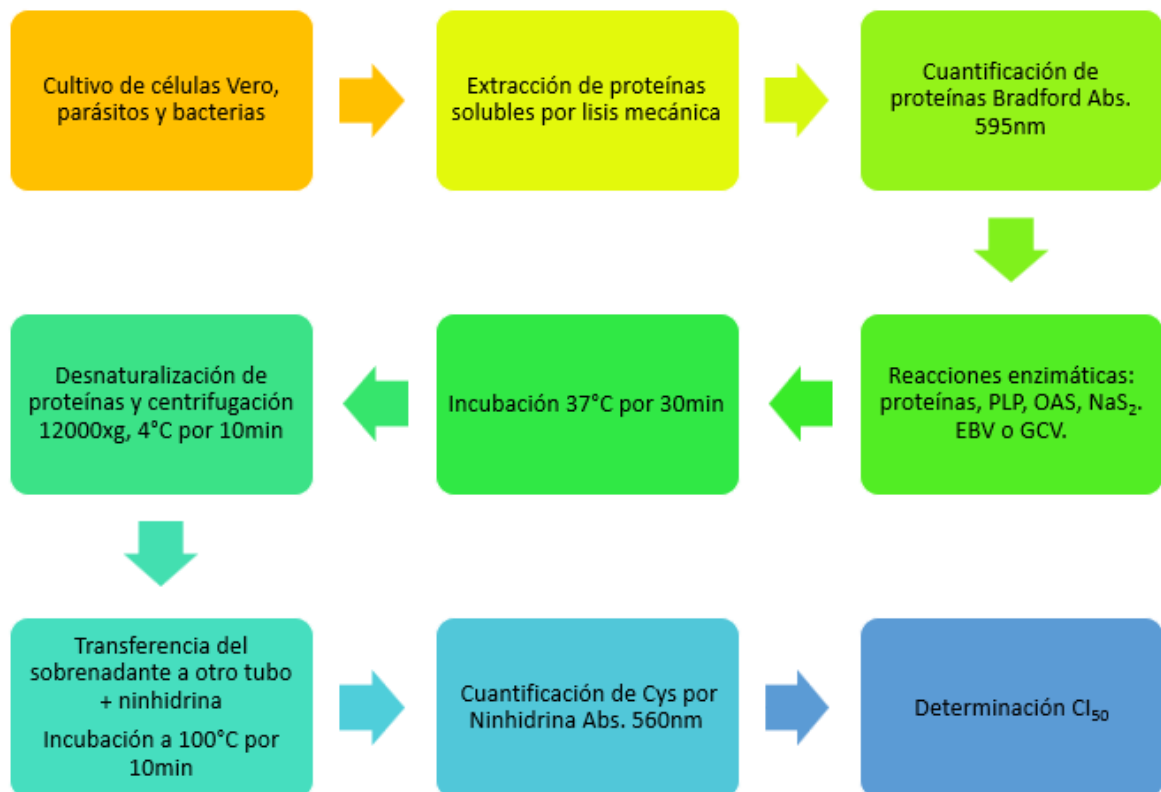 Cultivo de células Vero,
parásitos y bacterias
Extracción de proteínas
solubles por lisis mecánica
Cuantificación de
proteínas Bradford Abs.
595nm
Reacciones enzimáticas:
proteínas, PLP, OAS, NaS₂.
EBV o GCV.
Incubación 37°C por 30min
Desnaturalización de
proteínas y centrifugación
12000xg, 4°C por 10min
Transferencia del
sobrenadante a otro tubo
+ ninhidrina
Incubación a 100°C por
10min
Cuantificación de Cys por
Ninhidrina Abs. 560nm
Determinación CI₅₀